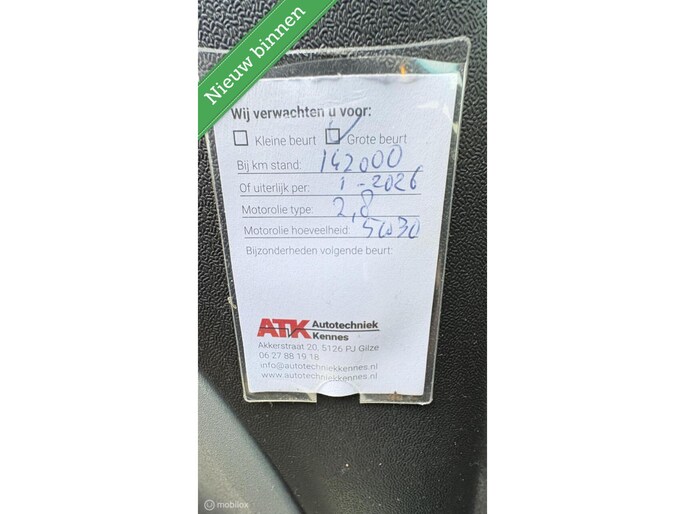 Nieuw binnen
Wij verwachten u voor:
Kleine beurt Grote beurt
Bij km stand: 142000
Of uiterlijk per: 1-2026
Motorolie type: 2,8
Motorolie hoeveelheid: 5W30
Bijzonderheden volgende beurt:
ATK Autotechniek
Kennes
Akkerstraat 20, 5126 PJ Gilze
06 27 88 19 18
info@autotechniekkennes.nl
www.autotechniekkennes.nl
mobilox